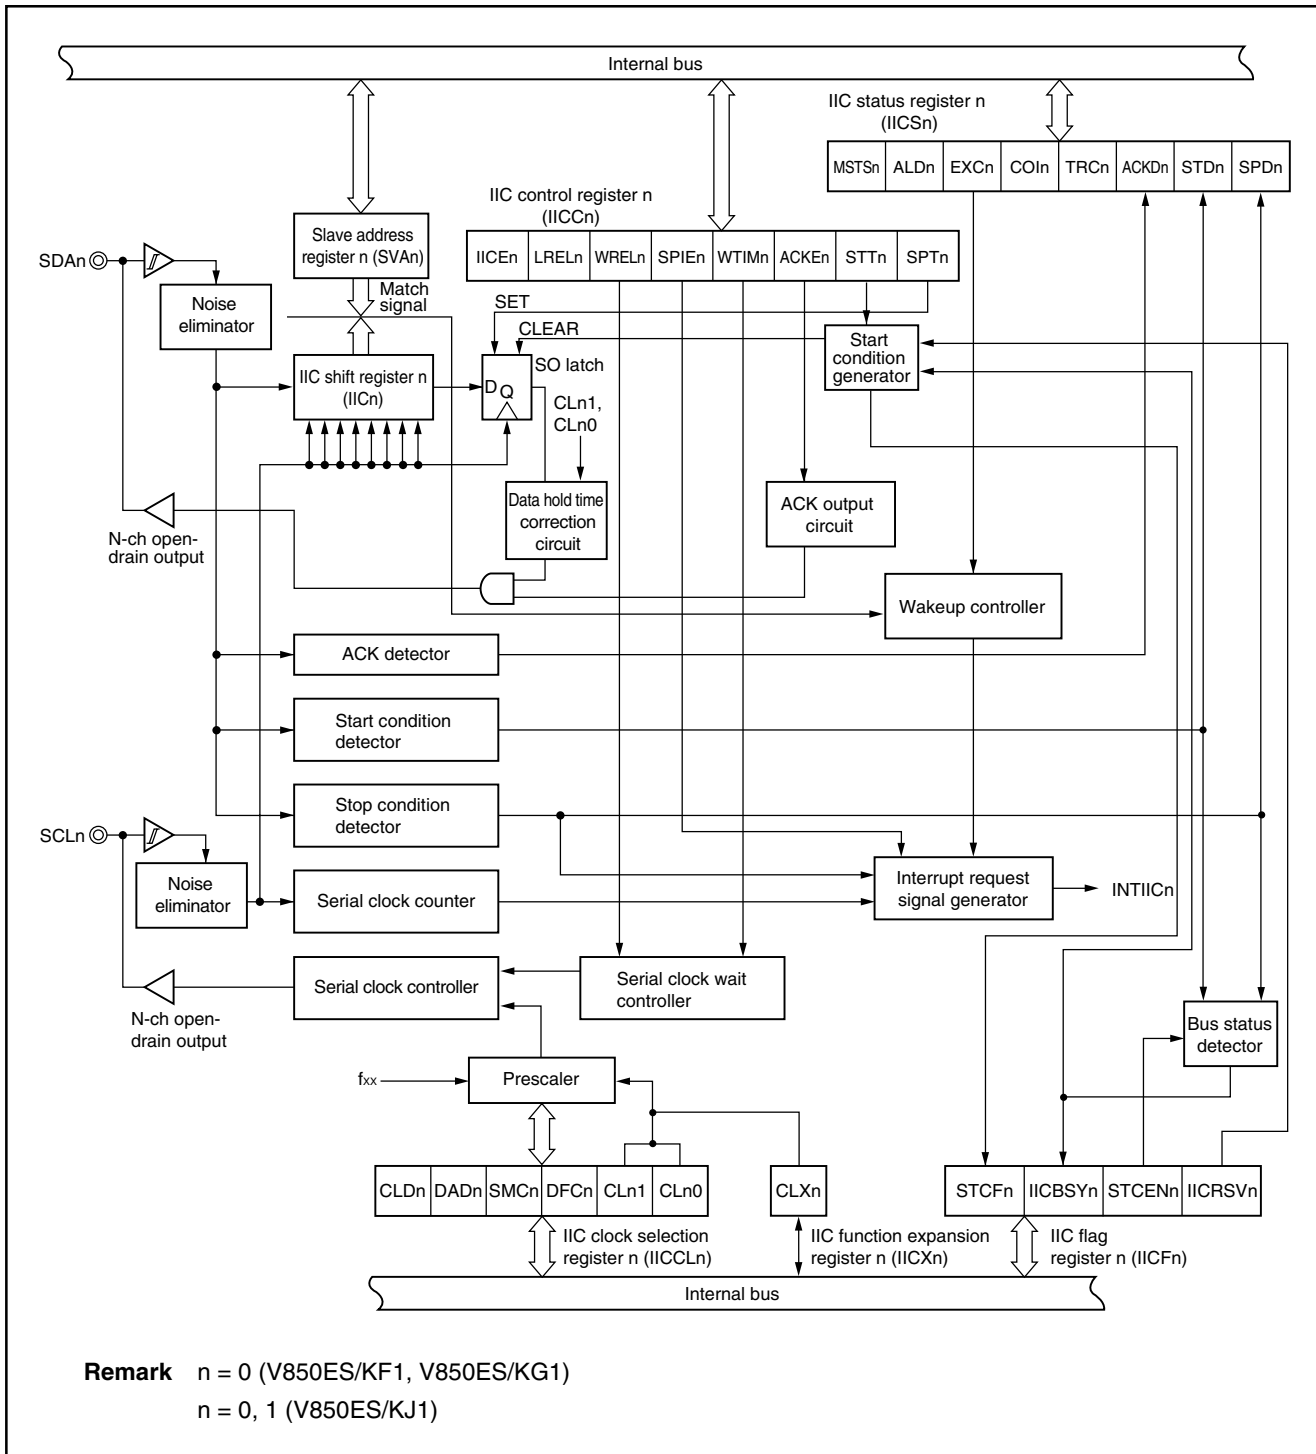 Internal bus
IIC status register n
(IICSn)
MSTSn ALDn EXCn COIn TRCn ACKDn STDn SPDn
IIC control register n
(IICCn)
IICEn LRELn WRELn SPIEn WTIMn ACKEn STTn SPTn
Slave address
register n (SVAn)
SDAn
Match
signal
Noise
eliminator
SET
CLEAR
Start
condition
generator
SO latch
IIC shift register n
(IICn)
D Q
CLn1,
CLn0
Data hold time
correction
circuit
ACK output
circuit
N-ch open-
drain output
Wakeup controller
ACK detector
Start condition
detector
Stop condition
detector
SCLn
Noise
eliminator
Serial clock counter
Interrupt request
signal generator
INTIICn
Serial clock controller
Serial clock wait
controller
N-ch open-
drain output
Bus status
detector
fxx
Prescaler
CLDn DADn SMCn DFCn CLn1 CLn0
CLXn
STCFn IICBSYn STCENn IICRSVn
IIC clock selection
register n (IICCLn)
IIC function expansion
register n (IICXn)
IIC flag
register n (IICFn)
Internal bus
Remark n = 0 (V850ES/KF1, V850ES/KG1)
n = 0, 1 (V850ES/KJ1)